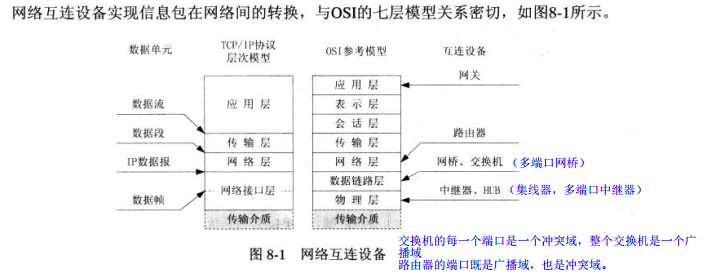 网络互连设备实现信息包在网络间的转换，与OSI的七层模型关系密切，如图8-1所示。
数据单元
TCP/IP协议
层次模型
OSI参考模型
互连设备
应用层
数据流
传输层
数据段
网络层
IP数据报
网络接口层
数据帧
传输介质
应用层
表示层
会话层
传输层
网络层
数据链路层
物理层
传输介质
网关
路由器
网桥、交换机（多端口网桥）
中继器、HUB（集线器，多端口中继器）
图 8-1 网络互连设备
交换机的每一个端口是一个冲突域，整个交换机是一个广
播域
路由器的端口既是广播域，也是冲突域。